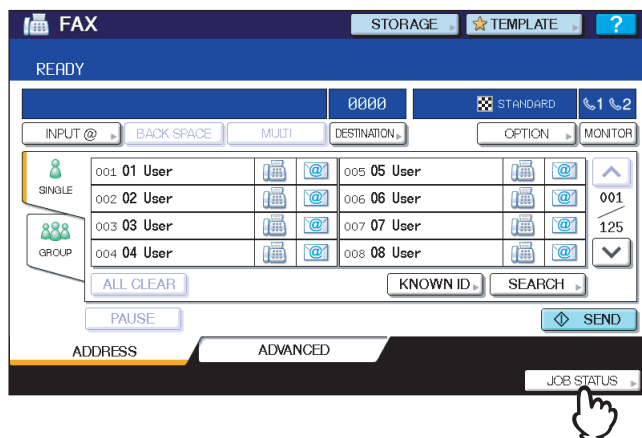 FAX STORAGE TEMPLATE ?
READY
0000 STANDARD 1 2
INPUT @ BACK SPACE MULTI DESTINATION OPTION MONITOR
SINGLE
001 01 User @ 005 05 User @
002 02 User @ 006 06 User @
001
GROUP
003 03 User @ 007 07 User @
125
004 04 User @ 008 08 User @
ALL CLEAR KNOWN ID SEARCH
PAUSE SEND
ADDRESS ADVANCED
JOB STATUS